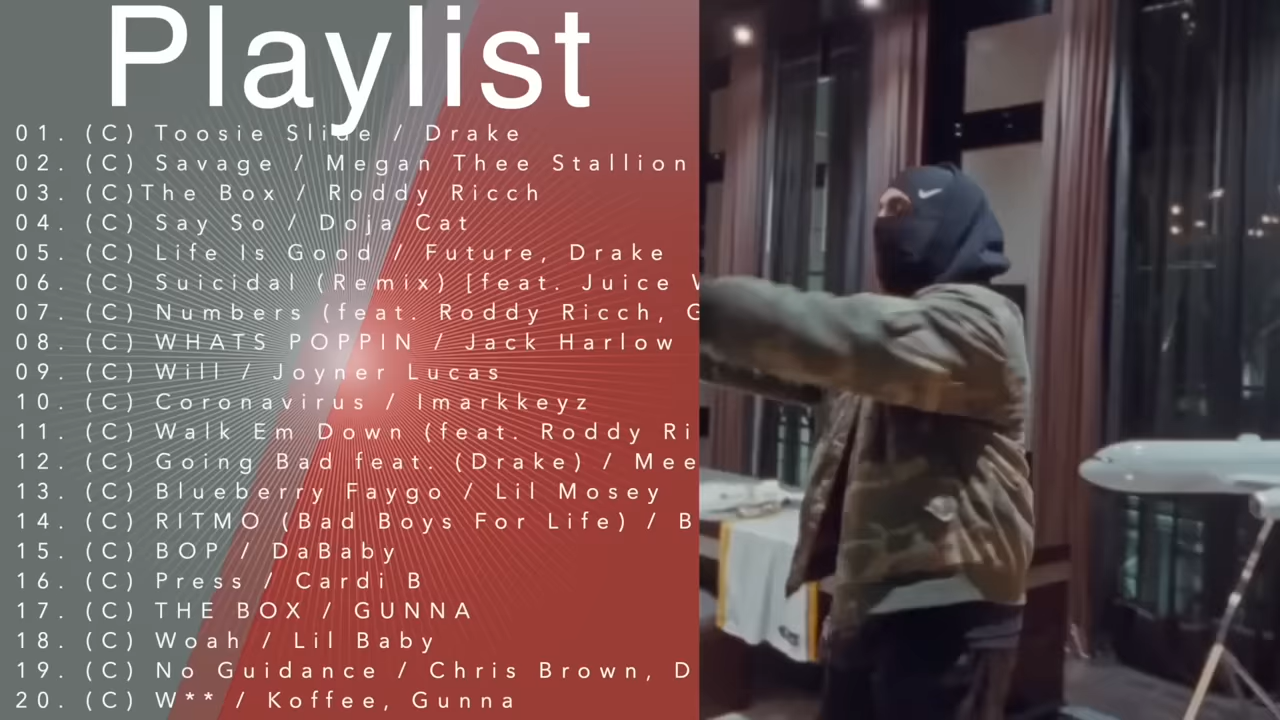 Playlist
01. (C) Toosie Slide / Drake
02. (C) Savage / Megan Thee Stallion
03. (C)The Box / Roddy Ricch
04. (C) Say So / Doja Cat
05. (C) Life Is Good / Future, Drake
06. (C) Suicidal (Remix) [feat. Juice
07. (C) Numbers (feat. Roddy Ricch,
08. (C) WHATS POPPIN / Jack Harlow
09. (C) Will / Joyner Lucas
10. (C) Coronavirus / Imarkkeyz
11. (C) Walk Em Down (feat. Roddy Ri
12. (C) Going Bad feat. (Drake) / Mee
13. (C) Blueberry Faygo / Lil Mosey
14. (C) RITMO (Bad Boys For Life) / B
15. (C) BOP / DaBaby
16. (C) Press / Cardi B
17. (C) THE BOX / GUNNA
18. (C) Woah / Lil Baby
19. (C) No Guidance / Chris Brown, D
20. (C) W** / Koffee, Gunna